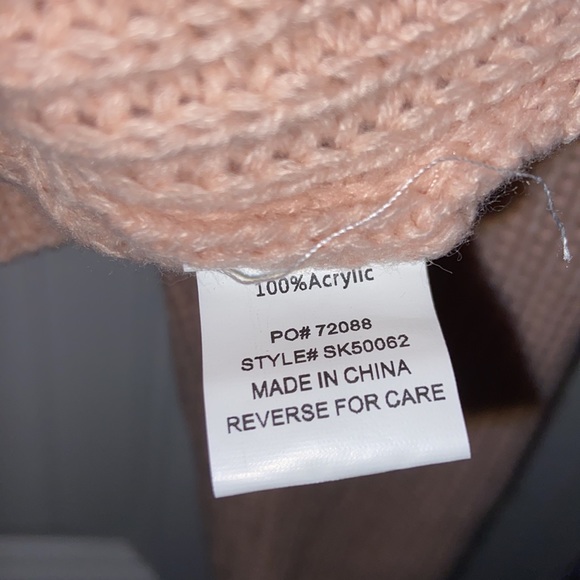 100%Acrylic
PO# 72088
STYLE# SK50062
MADE IN CHINA
REVERSE FOR CARE